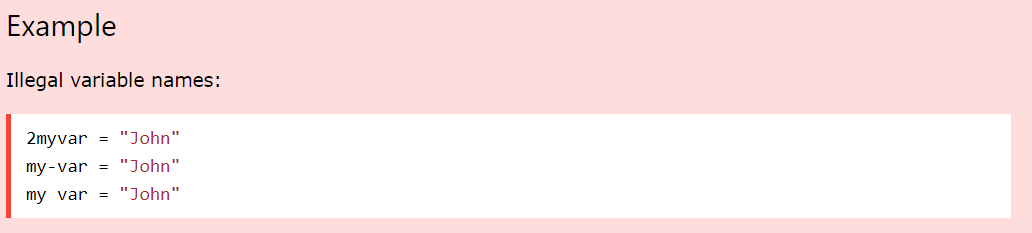 Example
Illegal variable names:
2myvar = "John"
my-var = "John"
my var = "John"